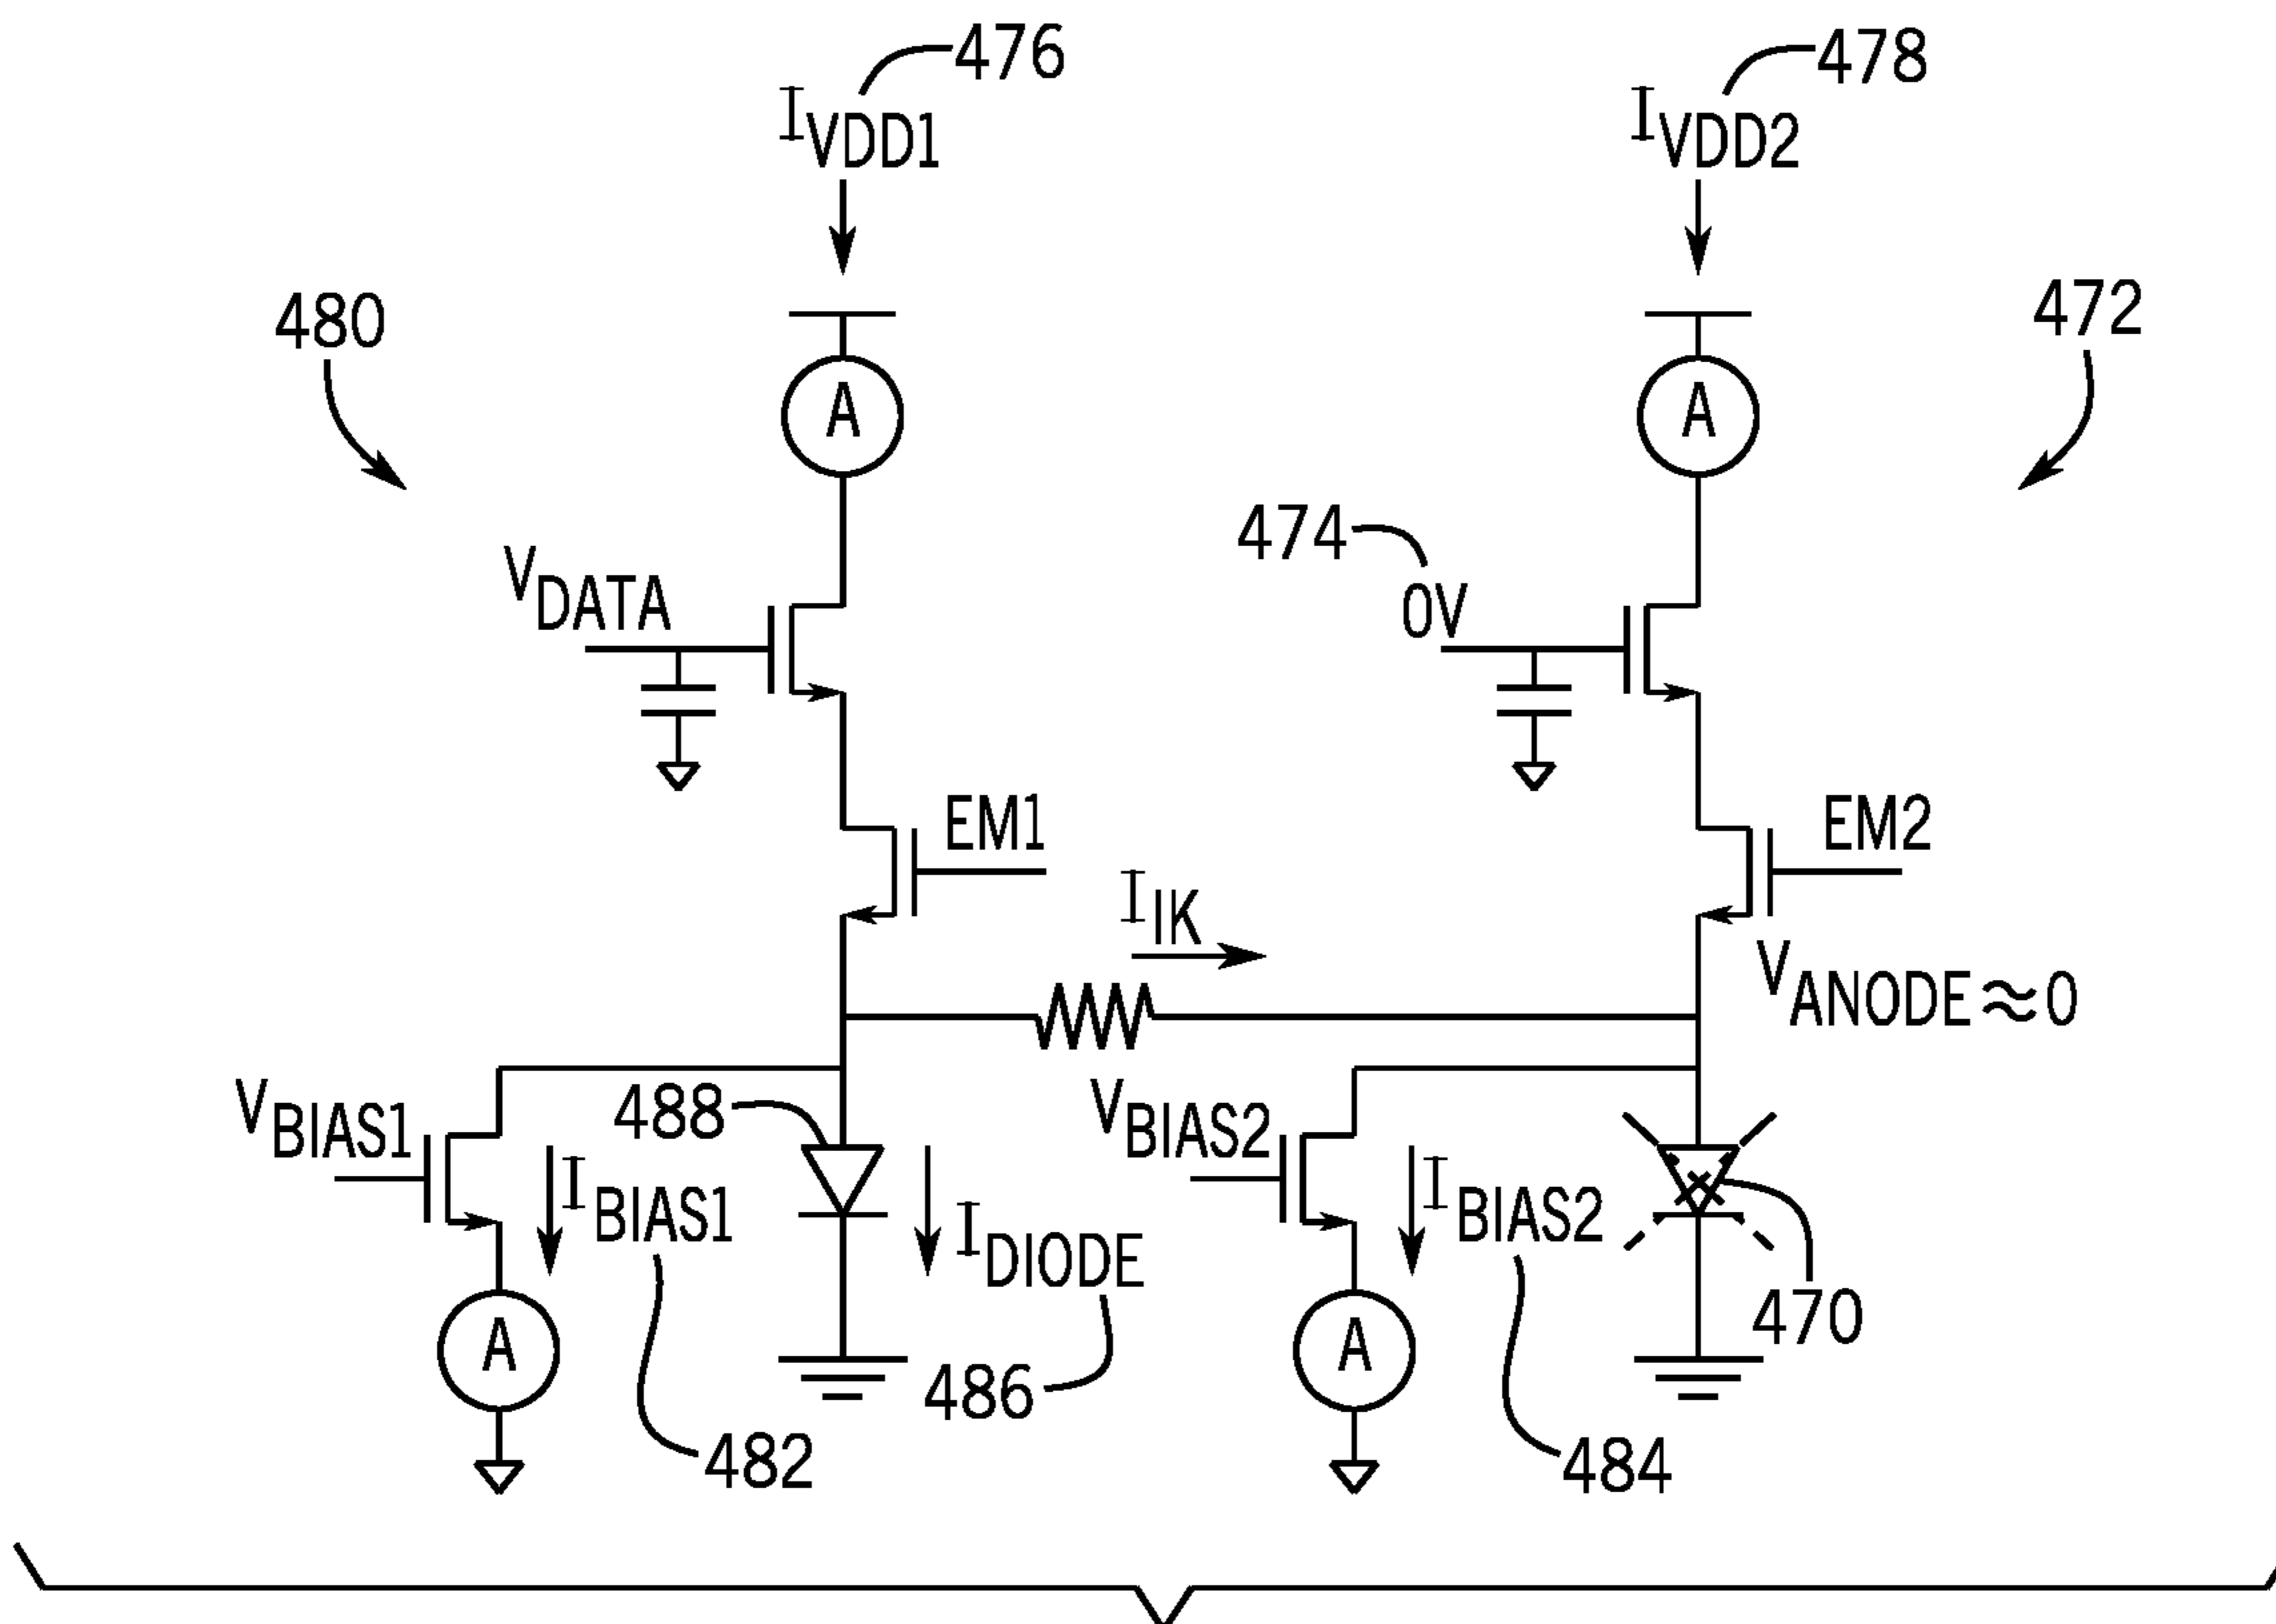 476
478
IVDD1
IVDD2
480
472
A
A
474
VDATA
0V
EM1
EM2
IIK
VANODE≈0
VBIAS1
488
VBIAS2
IBIAS1
IDIODE
IBIAS2
470
A
A
486
482
484